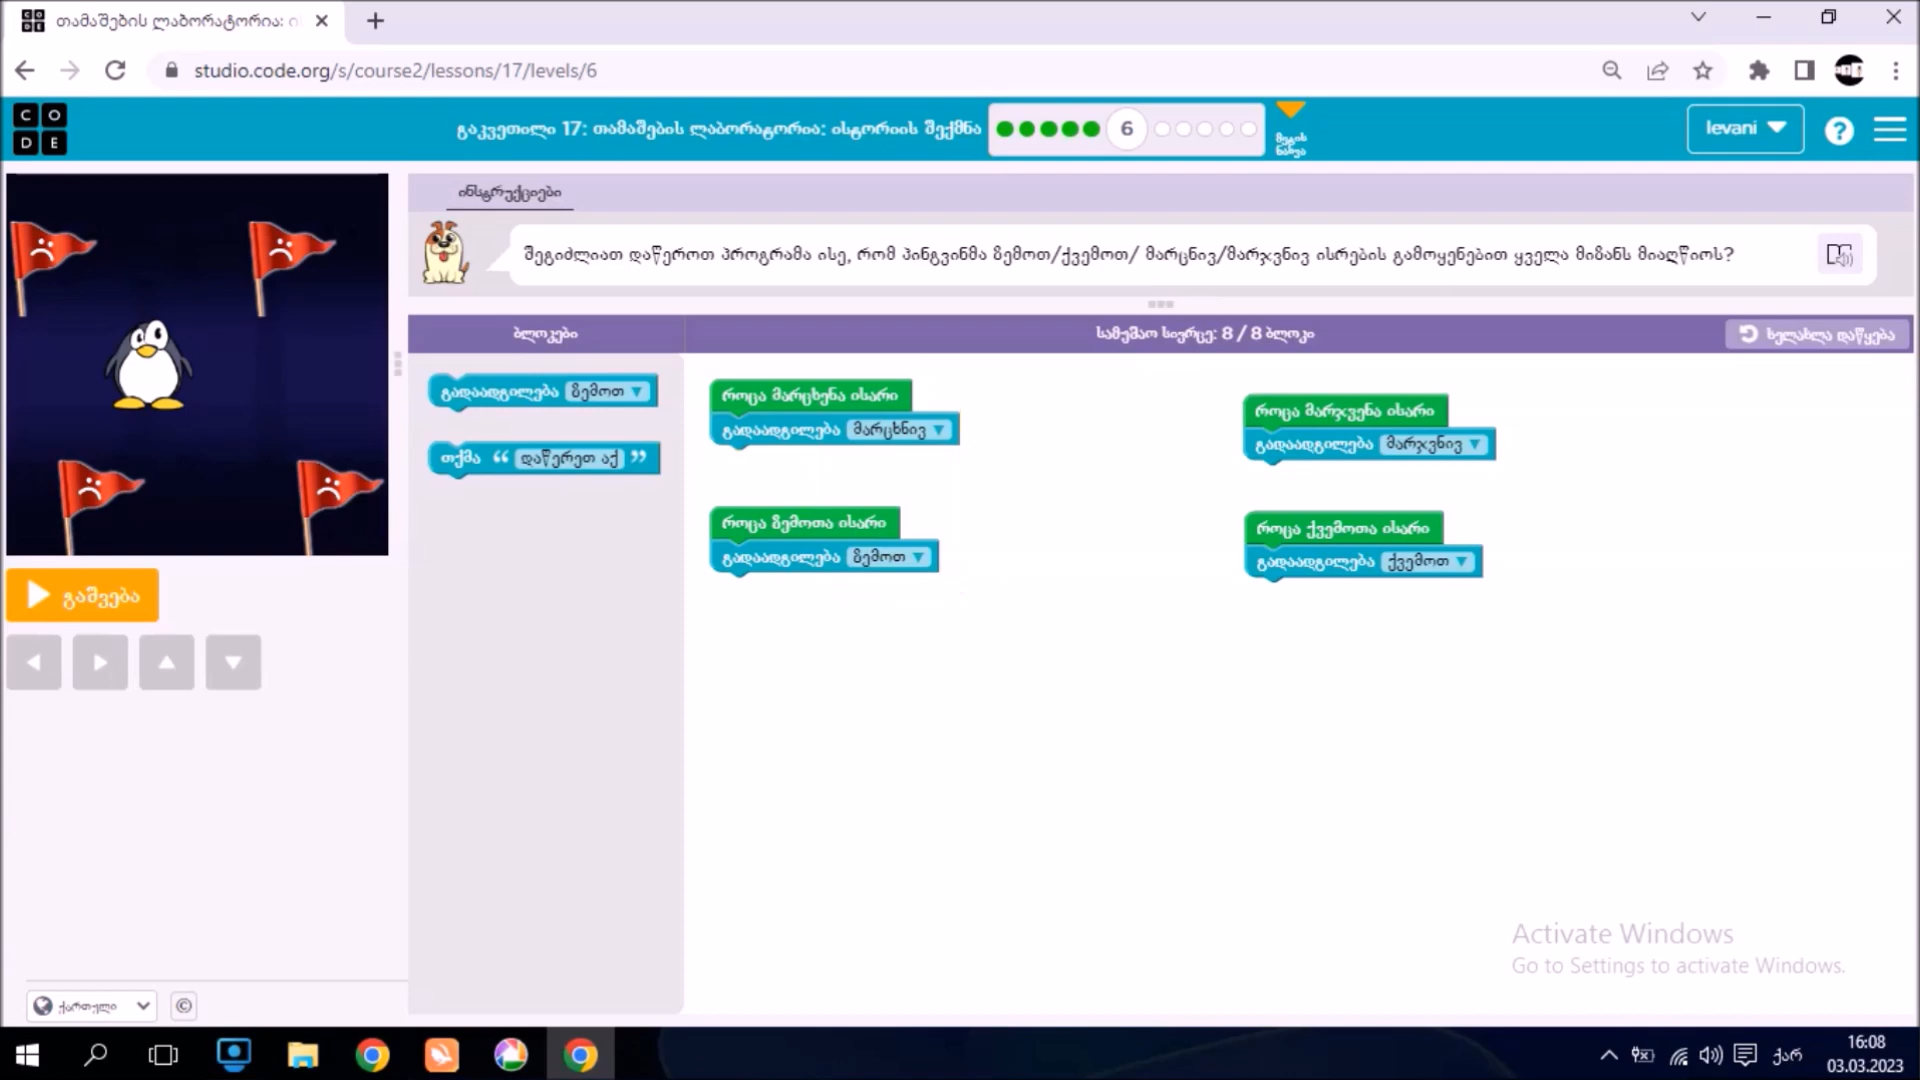 თამაშების ლაბორატორია: ი
studio.code.org/s/course2/lessons/17/levels/6
C O
D E
გაკვეთილი 17: თამაშების ლაბორატორია: ისტორიის შექმნა
6
მეტის ნახვა
levani
?
ინსტრუქციები
შეგიძლიათ დაწეროთ პროგრამა ისე, რომ პინგვინმა ზემოთ/ქვემოთ/ მარცნივ/მარჯვნივ ისრების გამოყენებით ყველა მიზანს მიაღწიოს?
ბლოკები
სამუშაო სივრცე: 8 / 8 ბლოკი
ხელახლა დაწყება
გადაადგილება ზემოთ
თქმა “ დაწერეთ აქ ”
როცა მარცხენა ისარი
გადაადგილება მარცხნივ
როცა მარჯვენა ისარი
გადაადგილება მარჯვნივ
როცა ზემოთა ისარი
გადაადგილება ზემოთ
როცა ქვემოთა ისარი
გადაადგილება ქვემოთ
გაშვება
Activate Windows
Go to Settings to activate Windows.
ქართული
©
ქარ
16:08
03.03.2023